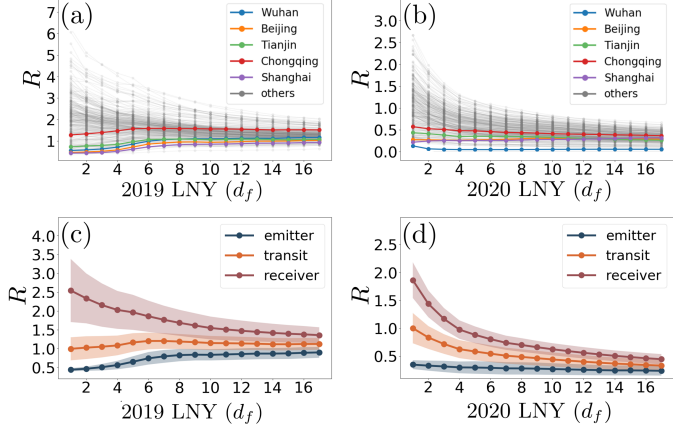 (a)
7
6
5
4
3
2
1
R
Wuhan
Beijing
Tianjin
Chongqing
Shanghai
others
2 4 6 8 10 12 14 16
2019 LNY (d_f)
(b)
3.0
2.5
2.0
1.5
1.0
0.5
0.0
R
Wuhan
Beijing
Tianjin
Chongqing
Shanghai
others
2 4 6 8 10 12 14 16
2020 LNY (d_f)
(c)
4.0
3.5
3.0
2.5
2.0
1.5
1.0
0.5
R
emitter
transit
receiver
2 4 6 8 10 12 14 16
2019 LNY (d_f)
(d)
2.5
2.0
1.5
1.0
0.5
R
emitter
transit
receiver
2 4 6 8 10 12 14 16
2020 LNY (d_f)